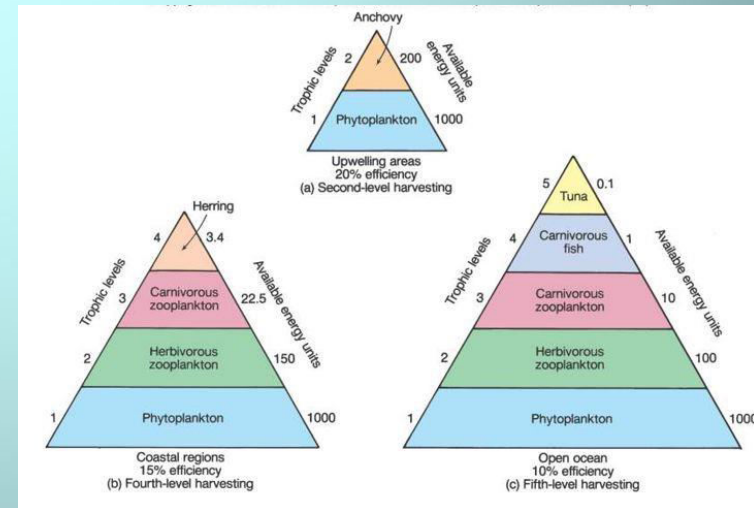 Anchovy
Trophic levels
2
200
Available
energy units
1
Phytoplankton
1000
Upwelling areas
20% efficiency
(a) Second-level harvesting
Herring
4
3.4
Trophic levels
Available energy units
3
Carnivorous
zooplankton
22.5
2
Herbivorous
zooplankton
150
1
Phytoplankton
1000
Coastal regions
15% efficiency
(b) Fourth-level harvesting
5
Tuna
0.1
4
Carnivorous
fish
1
Trophic levels
Available energy units
3
Carnivorous
zooplankton
10
2
Herbivorous
zooplankton
100
1
Phytoplankton
1000
Open ocean
10% efficiency
(c) Fifth-level harvesting